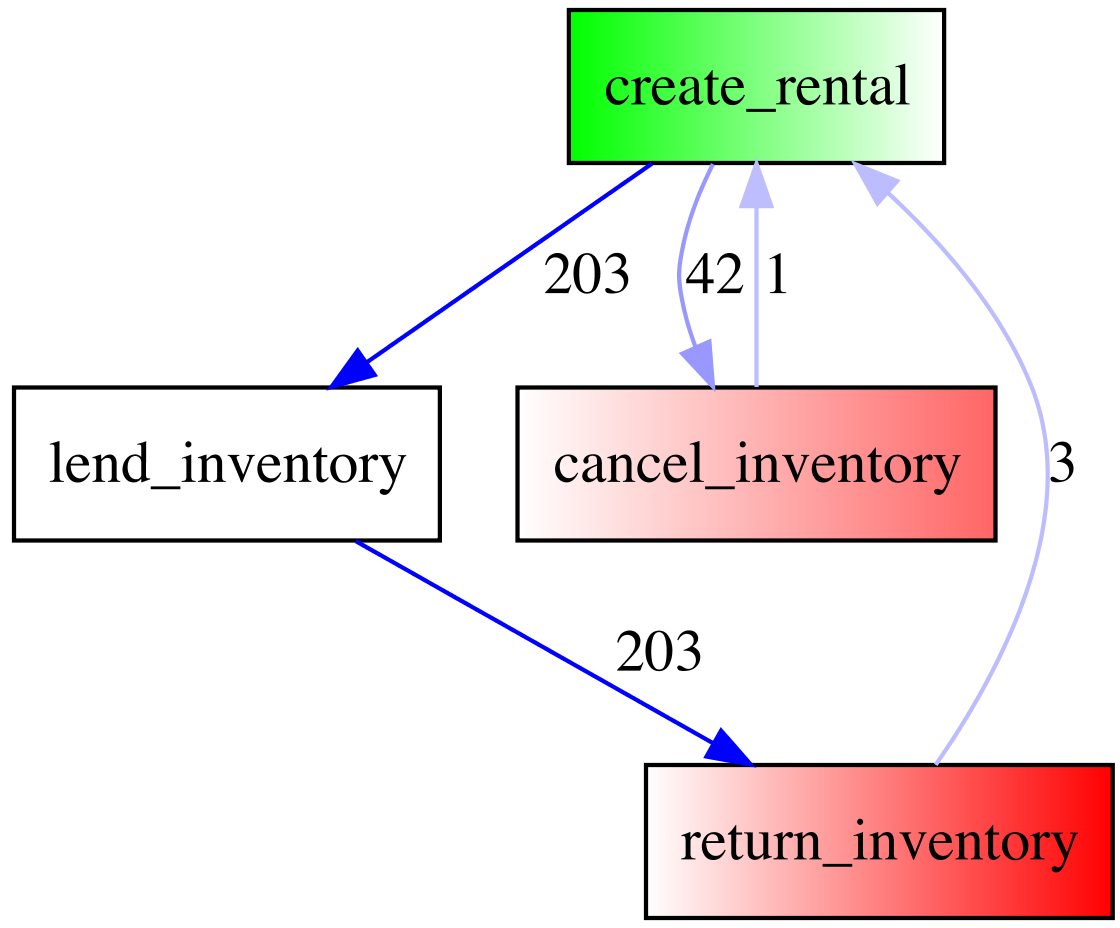 create_rental
203
42
1
lend_inventory
cancel_inventory
3
203
return_inventory